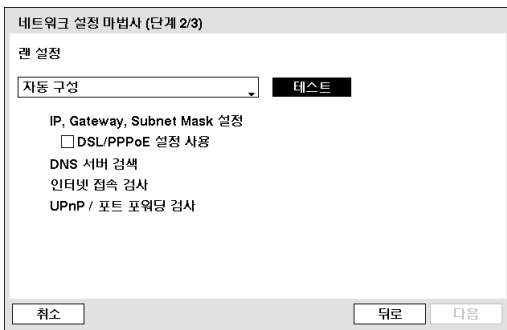 네트워크 설정 마법사 (단계 2/3)
랜 설정
자동 구성 테스트
IP, Gateway, Subnet Mask 설정
DSL/PPPoE 설정 사용
DNS 서버 검색
인터넷 접속 검사
UPnP / 포트 포워딩 검사
취소 뒤로 다음